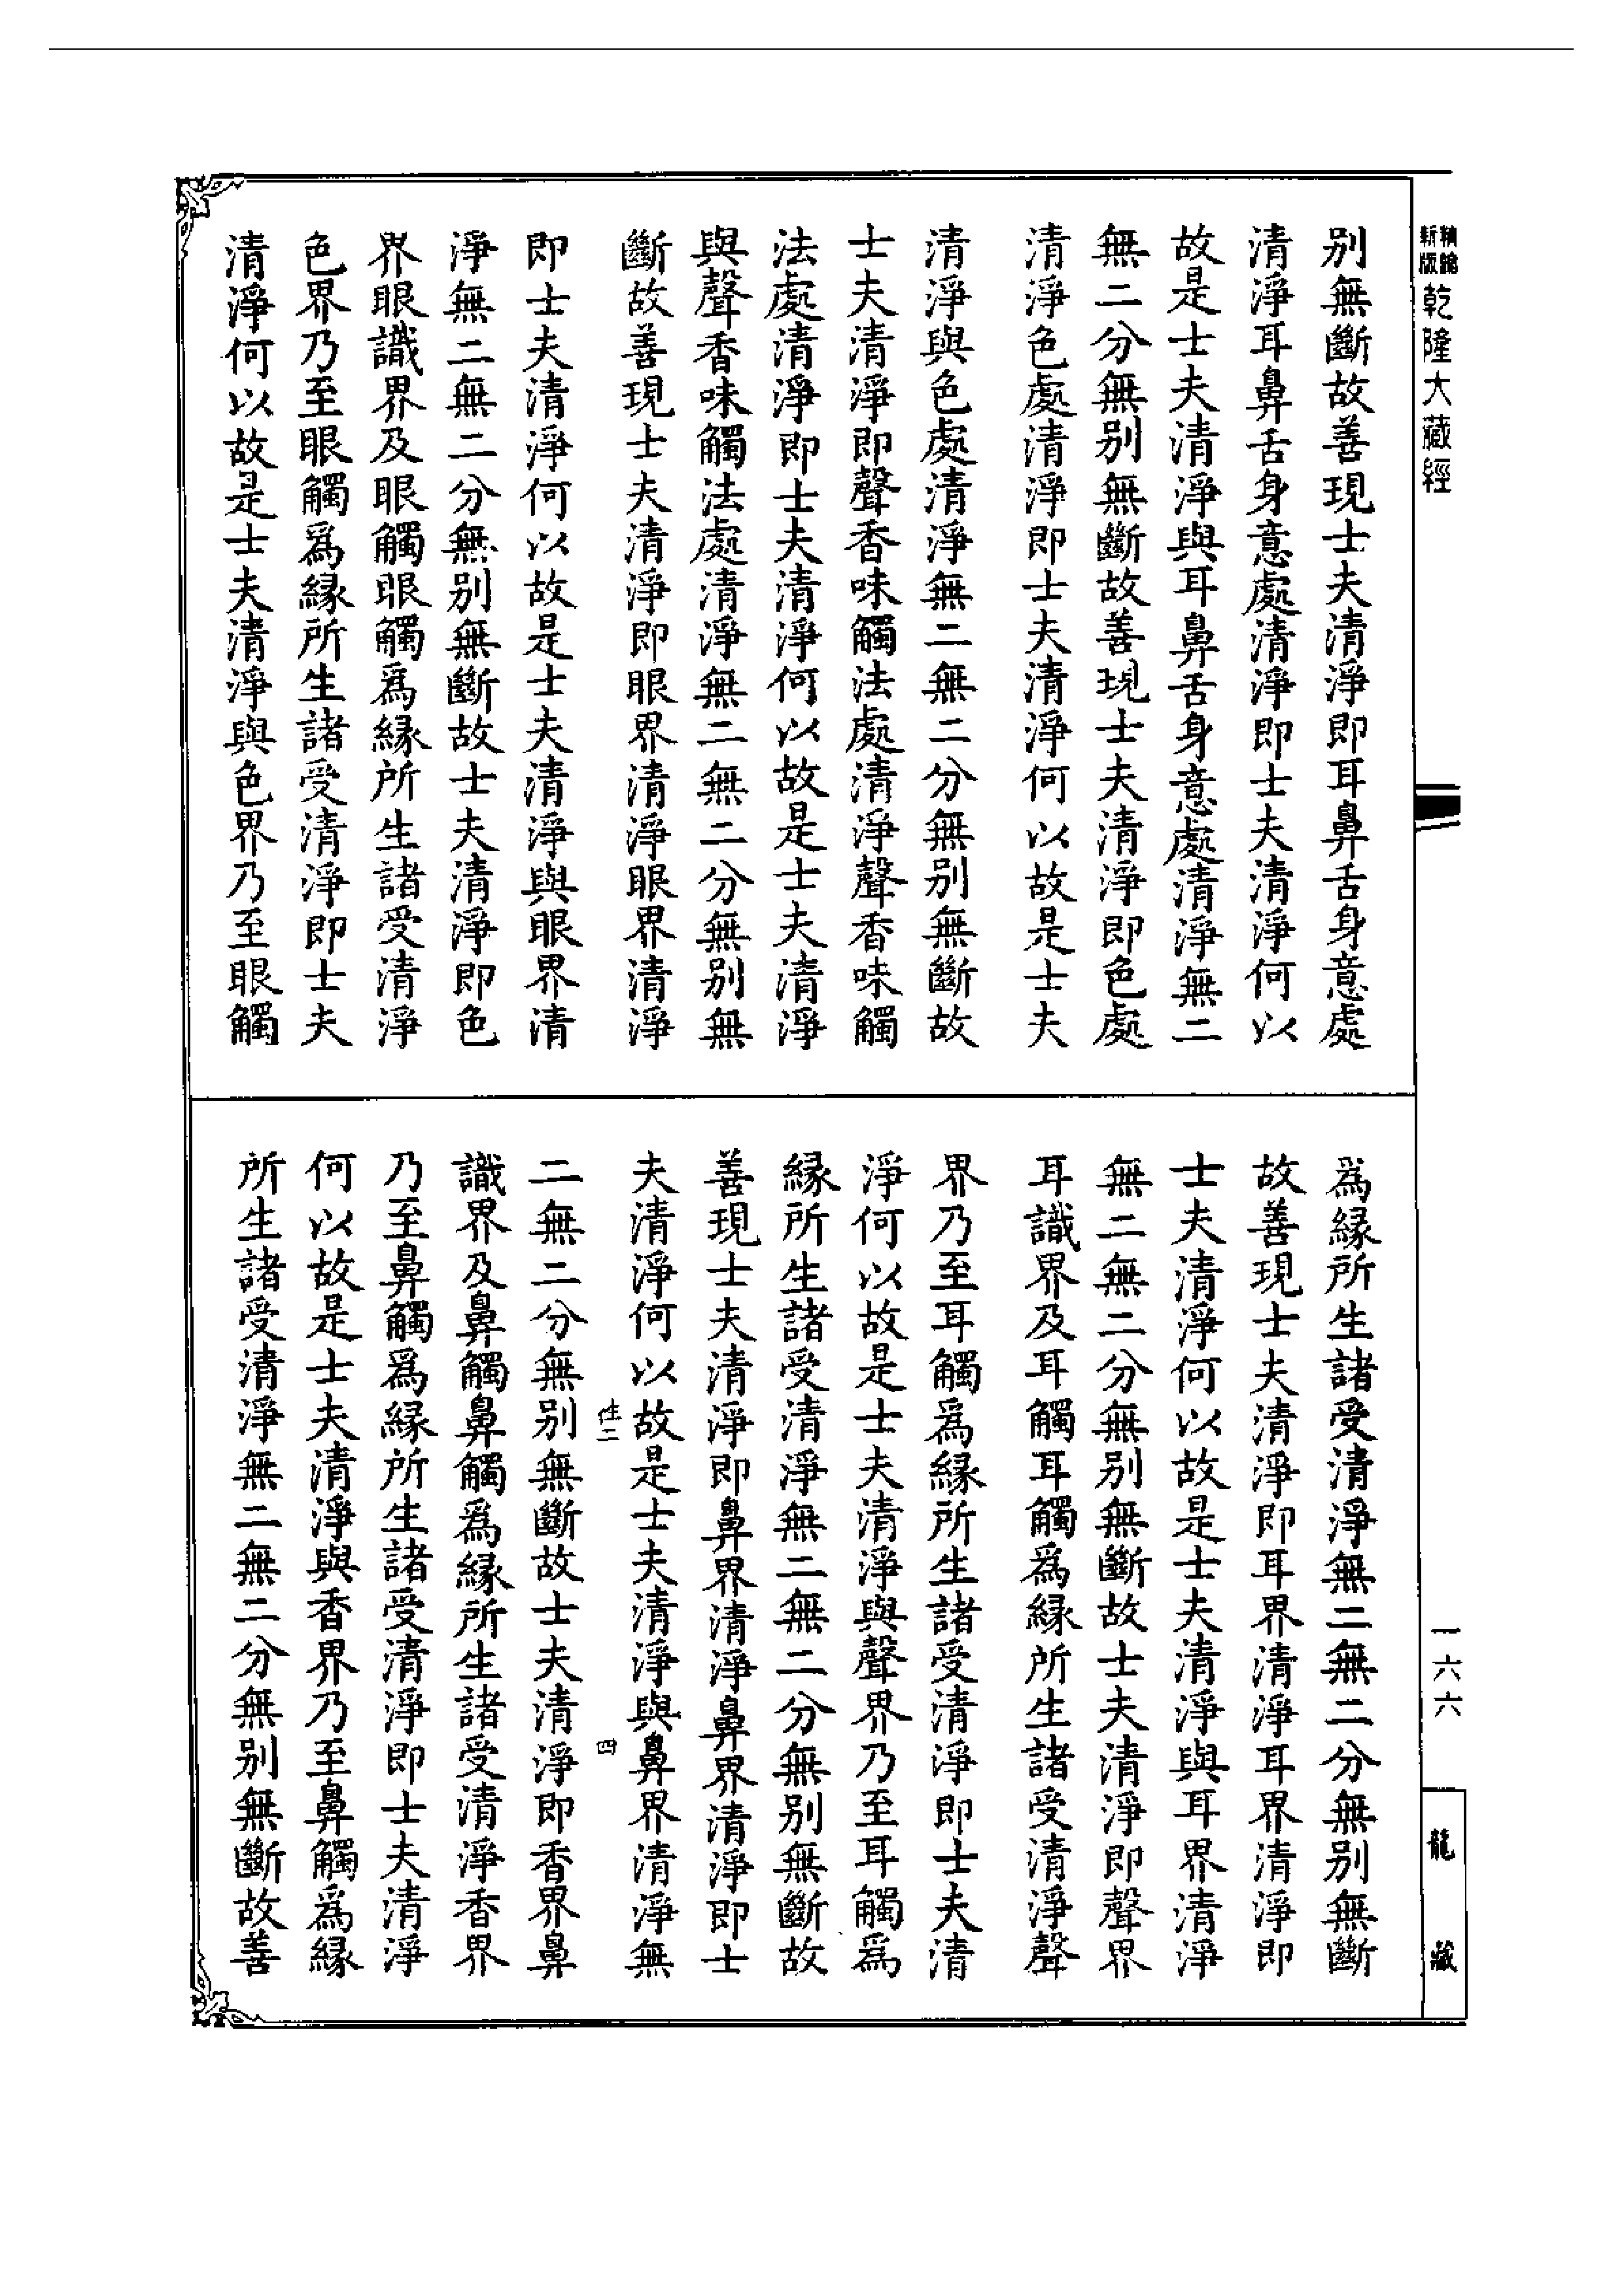 精縮
新版
乾隆大藏經
别無斷故善現士夫清淨即耳鼻舌身意處
清淨耳鼻舌身意處清淨即士夫清淨何以
故是士夫清淨與耳鼻舌身意處清淨無二
無二分無别無斷故善現士夫清淨即色處
清淨色處清淨即士夫清淨何以故是士夫
清淨與色處清淨無二無二分無别無斷故
士夫清淨即聲香味觸法處清淨聲香味觸
法處清淨即士夫清淨何以故是士夫清淨
與聲香味觸法處清淨無二無二分無别無
斷故善現士夫清淨即眼界清淨眼界清淨
即士夫清淨何以故是士夫清淨與眼界清
淨無二無二分無别無斷故士夫清淨即色
界眼識界及眼觸眼觸爲緣所生諸受清淨
色界乃至眼觸爲緣所生諸受清淨即士夫
清淨何以故是士夫清淨與色界乃至眼觸
爲緣所生諸受清淨無二無二分無别無斷
故善現士夫清淨即耳界清淨耳界清淨即
士夫清淨何以故是士夫清淨與耳界清淨
無二無二分無别無斷故士夫清淨即聲界
耳識界及耳觸耳觸爲緣所生諸受清淨聲
界乃至耳觸爲緣所生諸受清淨即士夫清
淨何以故是士夫清淨與聲界乃至耳觸爲
緣所生諸受清淨無二無二分無别無斷故
善現士夫清淨即鼻界清淨鼻界清淨即士
夫清淨何以故是士夫清淨與鼻界清淨無
二無二分無别無斷故士夫清淨即香界鼻
識界及鼻觸鼻觸爲緣所生諸受清淨香界
乃至鼻觸爲緣所生諸受清淨即士夫清淨
何以故是士夫清淨與香界乃至鼻觸爲緣
所生諸受清淨無二無二分無别無斷故善
四
一六六
龍藏